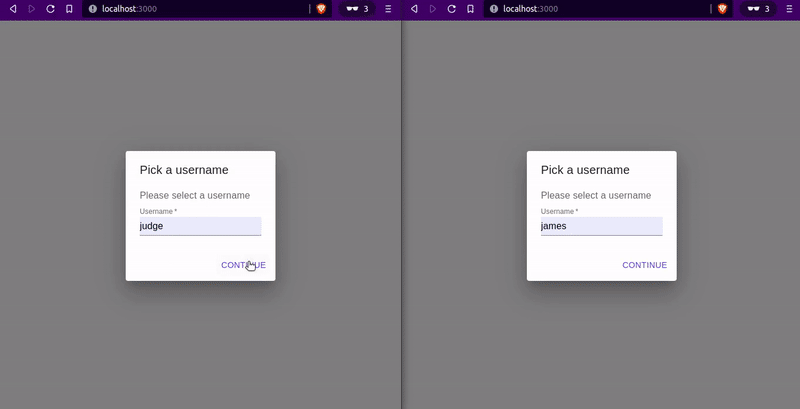 localhost:3000
3
Pick a username
Please select a username
Username *
judge
CONTINUE
localhost:3000
3
Pick a username
Please select a username
Username *
james
CONTINUE